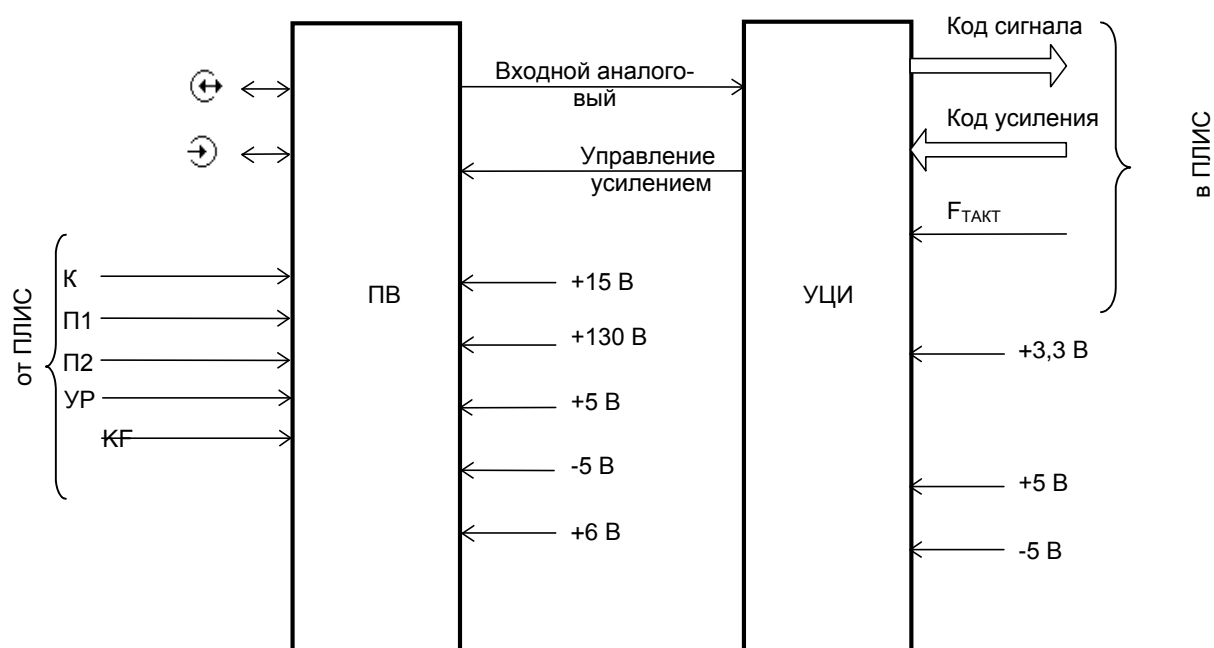 Код сигнала
Входной аналого-
вый
Код усиления
Управление
усилением
в ПЛИС
FТАКТ
от ПЛИС
К
П1
П2
УР
KF
ПВ
+15 В
+130 В
+5 В
-5 В
+6 В
УЦИ
+3,3 В
+5 В
-5 В